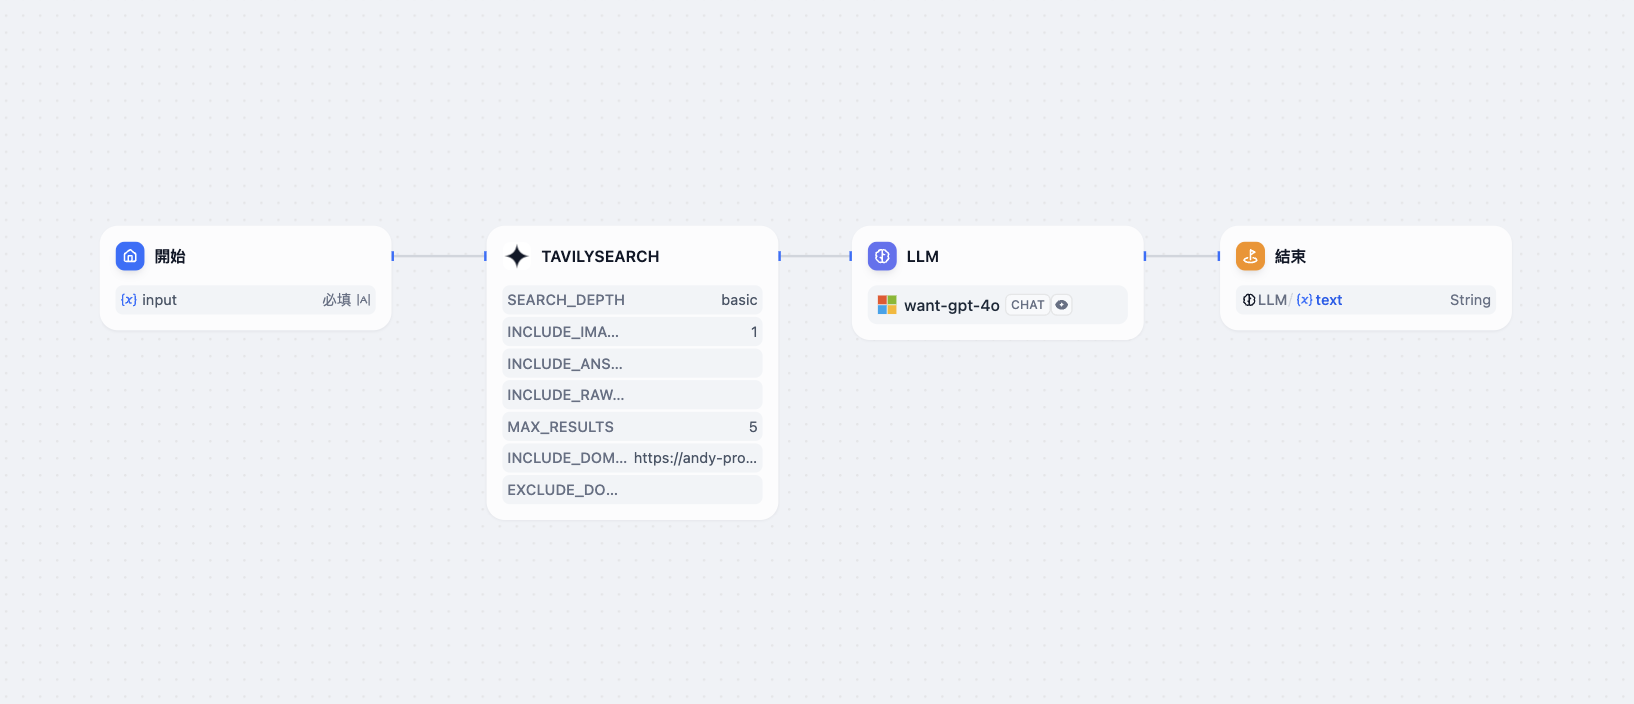 開始
{x} input 必填
TAVILYSEARCH
SEARCH_DEPTH basic
INCLUDE_IMA... 1
INCLUDE_ANS...
INCLUDE_RAW...
MAX_RESULTS 5
INCLUDE_DOM... https://andy-pro...
EXCLUDE_DO...
LLM
want-gpt-4o CHAT
結束
LLM / {x} text String